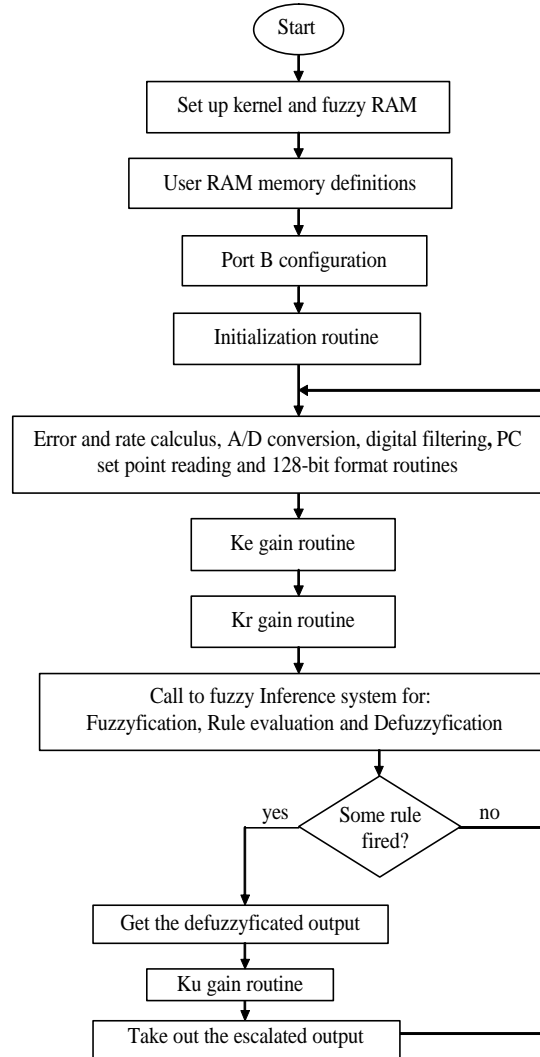 Start
Set up kernel and fuzzy RAM
User RAM memory definitions
Port B configuration
Initialization routine
Error and rate calculus, A/D conversion, digital filtering, PC
set point reading and 128-bit format routines
Ke gain routine
Kr gain routine
Call to fuzzy Inference system for:
Fuzzyfication, Rule evaluation and Defuzzyfication
yes
Some rule
fired?
no
Get the defuzzyficated output
Ku gain routine
Take out the escalated output